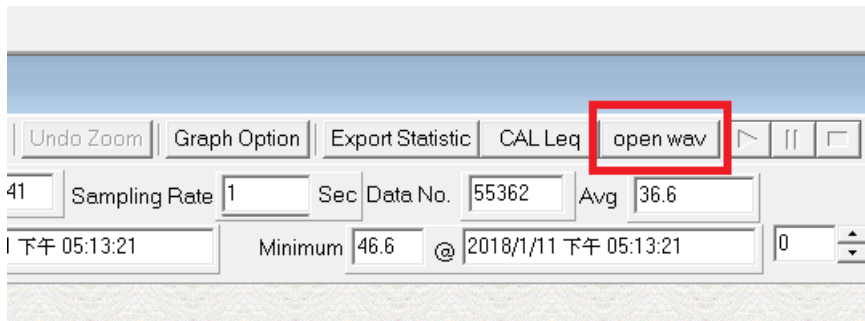 Undo Zoom Graph Option Export Statistic CAL Leq open wav
41 Sampling Rate 1 Sec Data No. 55362 Avg 36.6
下午 05:13:21 Minimum 46.6 @ 2018/1/11 下午 05:13:21 0